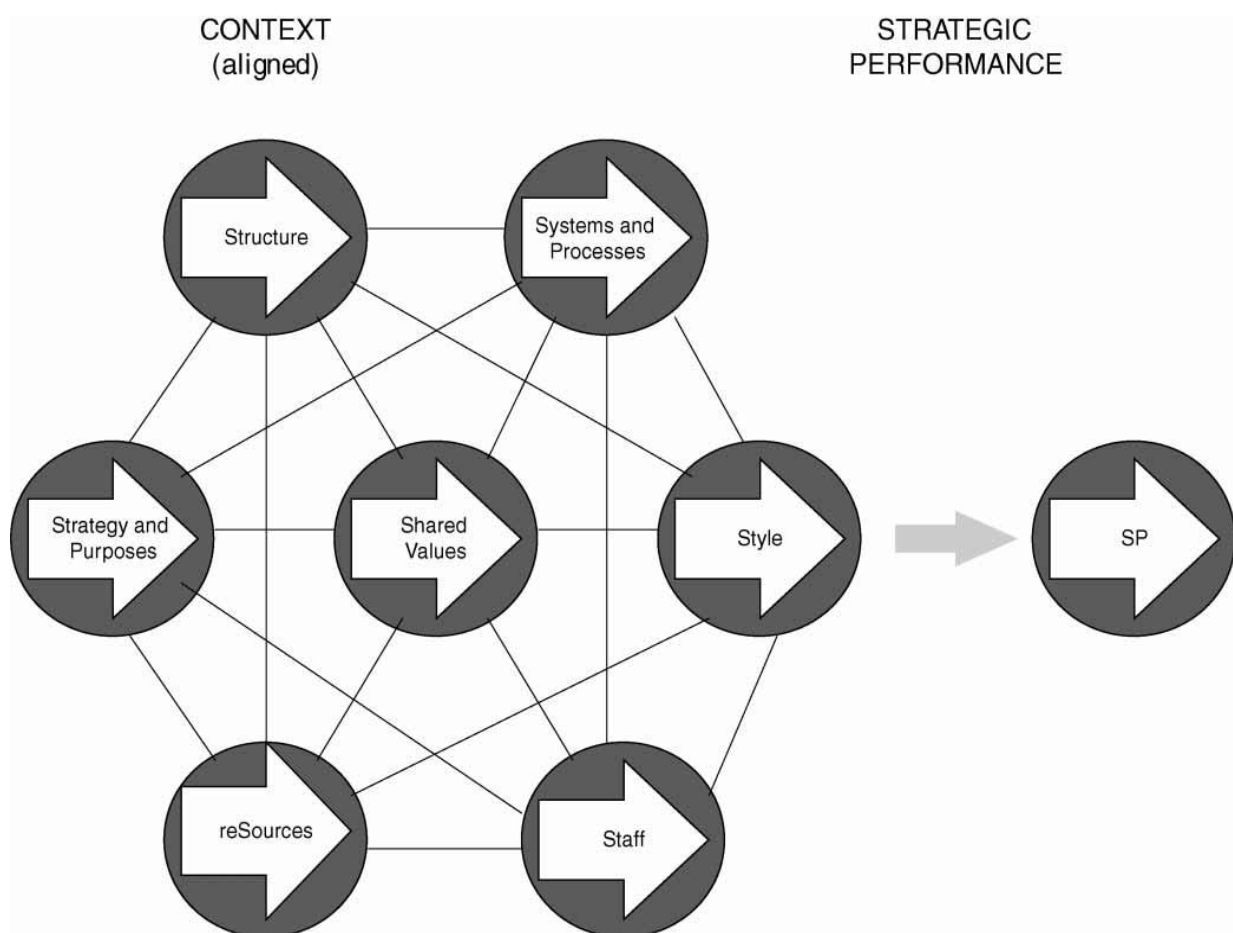 CONTEXT
(aligned)
STRATEGIC
PERFORMANCE
Structure
Systems and
Processes
Strategy and
Purposes
Shared
Values
Style
SP
reSources
Staff